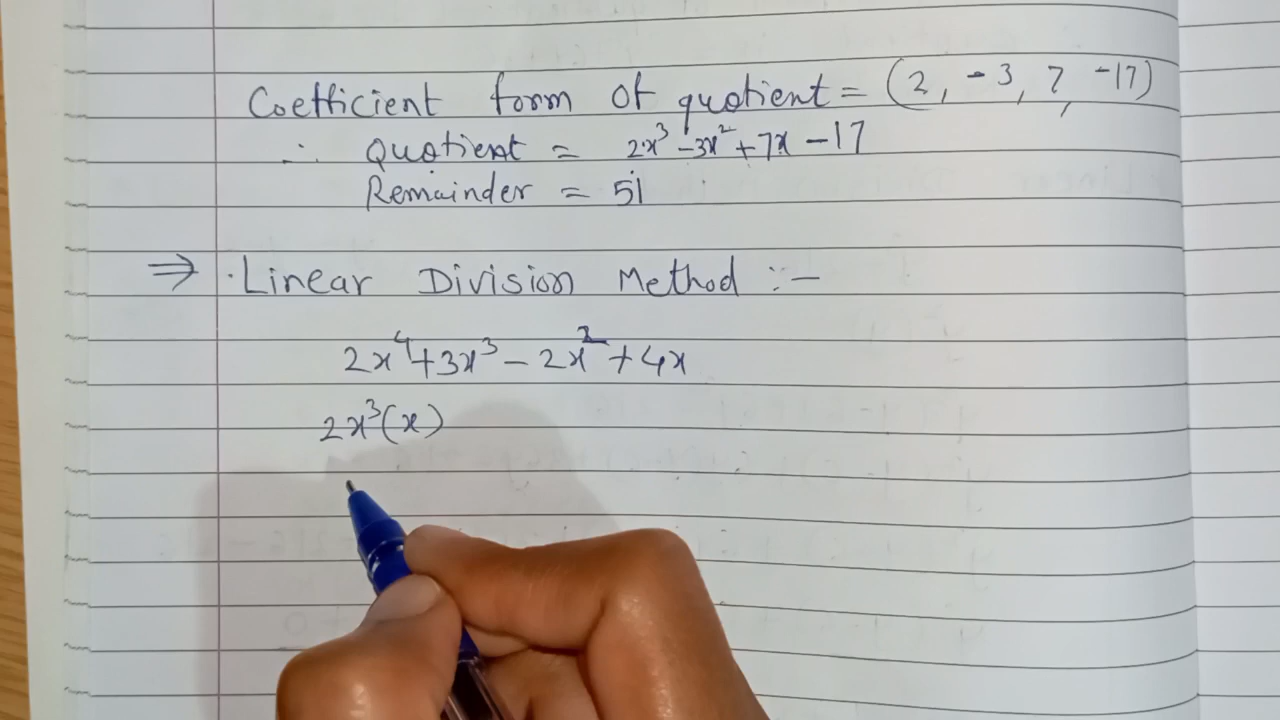 Coefficient form of quotient = (2, -3, 7, -17)
∴ Quotient = 2x³ -3x² +7x -17
Remainder = 51
⇒ Linear Division Method :-
2x⁴+3x³ - 2x² + 4x
2x³(x)